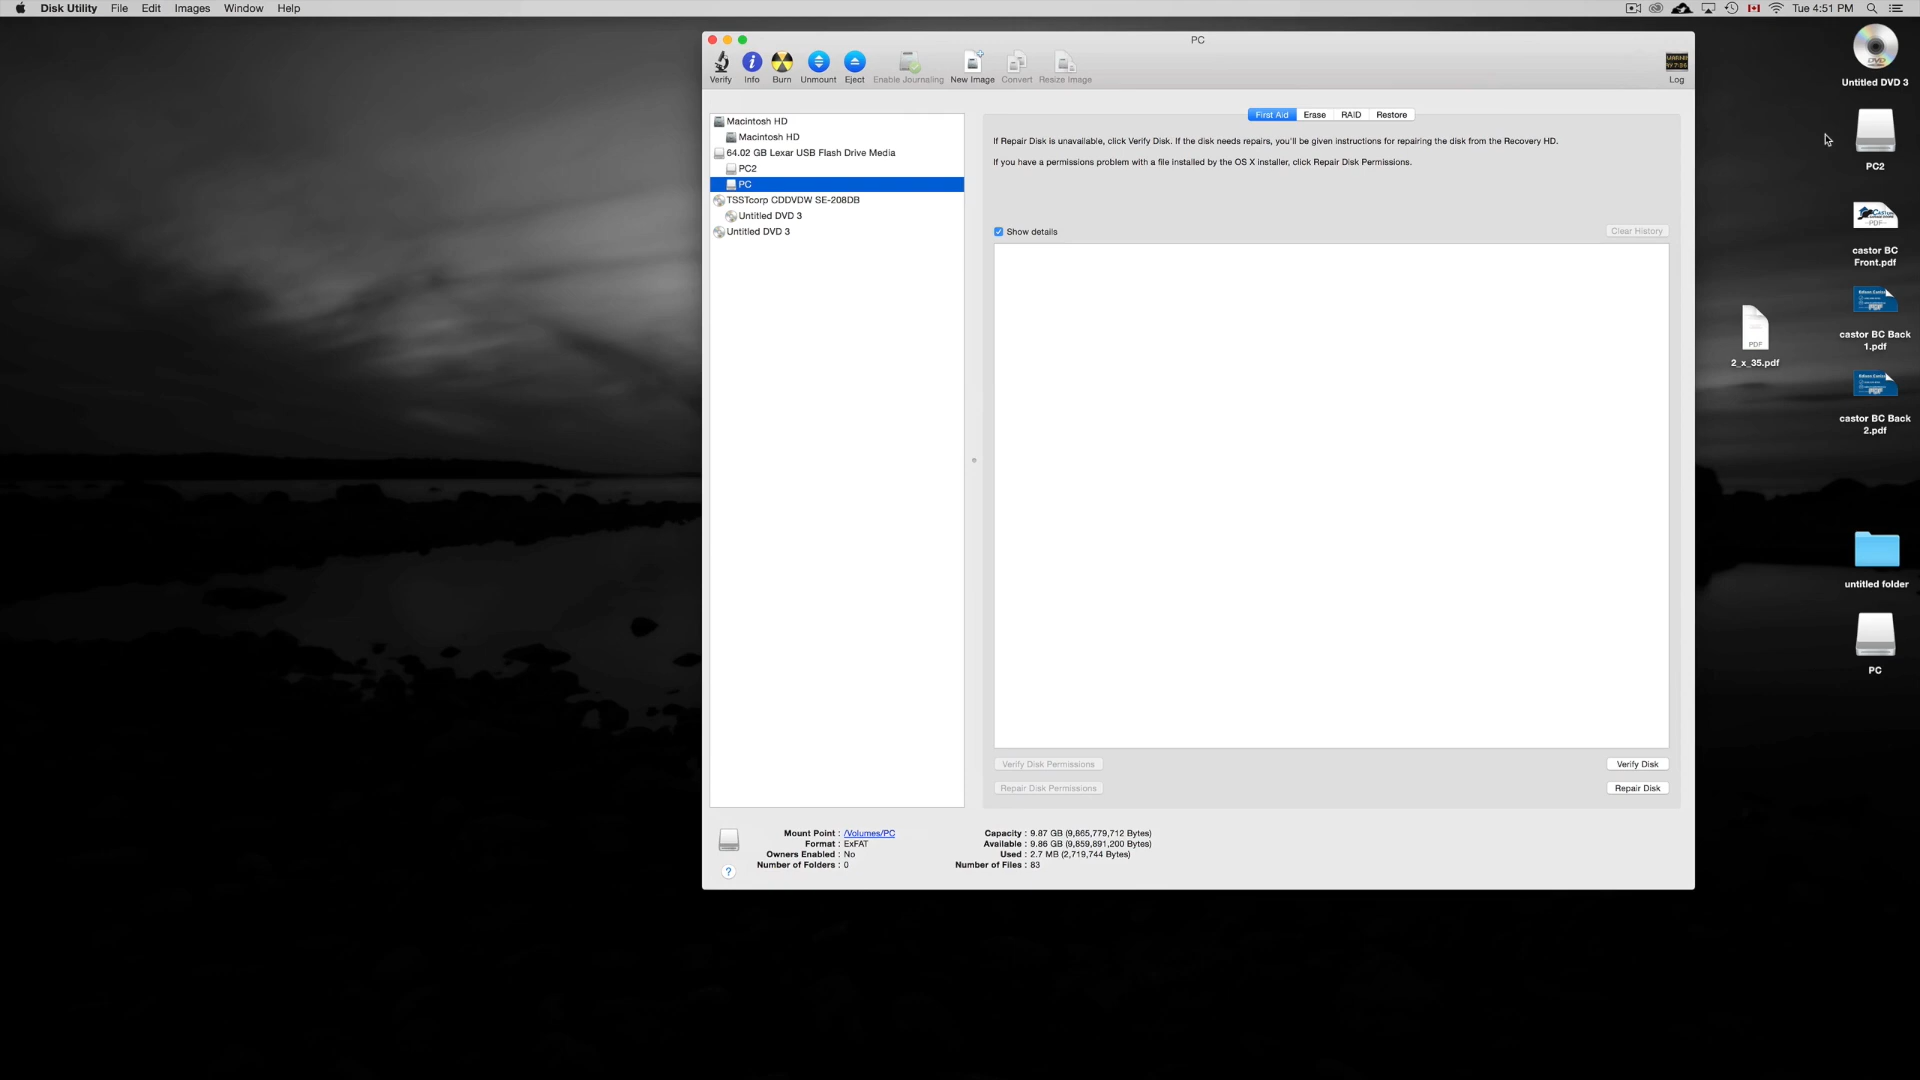 Disk Utility File Edit Images Window Help
Tue 4:51 PM
PC
Verify Info Burn Unmount Eject Enable Journaling New Image Convert Resize Image Log
Macintosh HD
Macintosh HD
64.02 GB Lexar USB Flash Drive Media
PC2
PC
TSSTcorp CDDVDW SE-208DB
Untitled DVD 3
Untitled DVD 3
First Aid Erase RAID Restore
If Repair Disk is unavailable, click Verify Disk. If the disk needs repairs, you'll be given instructions for repairing the disk from the Recovery HD.
If you have a permissions problem with a file installed by the OS X installer, click Repair Disk Permissions.
Show details Clear History
Verify Disk Permissions Verify Disk
Repair Disk Permissions Repair Disk
Mount Point : /Volumes/PC
Format : ExFAT
Owners Enabled : No
Number of Folders : 0
Capacity : 9.87 GB (9,865,779,712 Bytes)
Available : 9.86 GB (9,859,891,200 Bytes)
Used : 2.7 MB (2,719,744 Bytes)
Number of Files : 83
?
DVD
Untitled DVD 3
PC2
PDF
castor BC
Front.pdf
castor BC Back
1.pdf
PDF
2_x_35.pdf
castor BC Back
2.pdf
untitled folder
PC